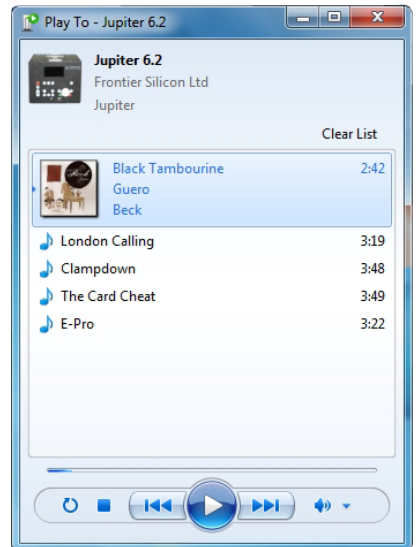 Play To - Jupiter 6.2
Jupiter 6.2
Frontier Silicon Ltd
Jupiter
Clear List
Black Tambourine 2:42
Guero
Beck
London Calling 3:19
Clampdown 3:48
The Card Cheat 3:49
E-Pro 3:22